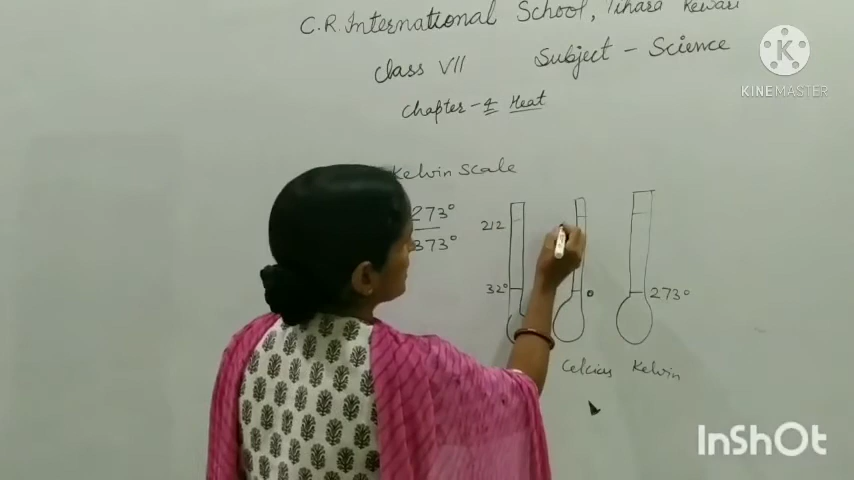 C.R. International School, Tihara Rewari
Class VII Subject - Science
Chapter - 4 Heat
Kelvin Scale
273°
373°
212
32°
0
273°
Celcius Kelvin
K
KINEMASTER
InShOt